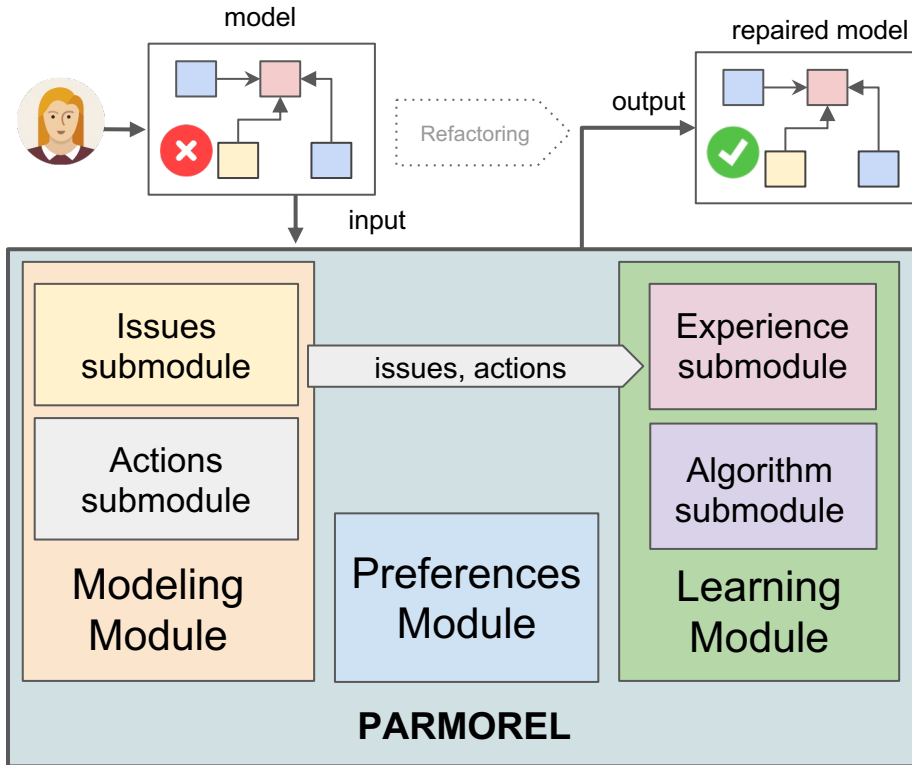 model
repaired model
Refactoring
output
input
Issues
submodule
issues, actions
Experience
submodule
Actions
submodule
Algorithm
submodule
Modeling
Module
Preferences
Module
Learning
Module
PARMOREL